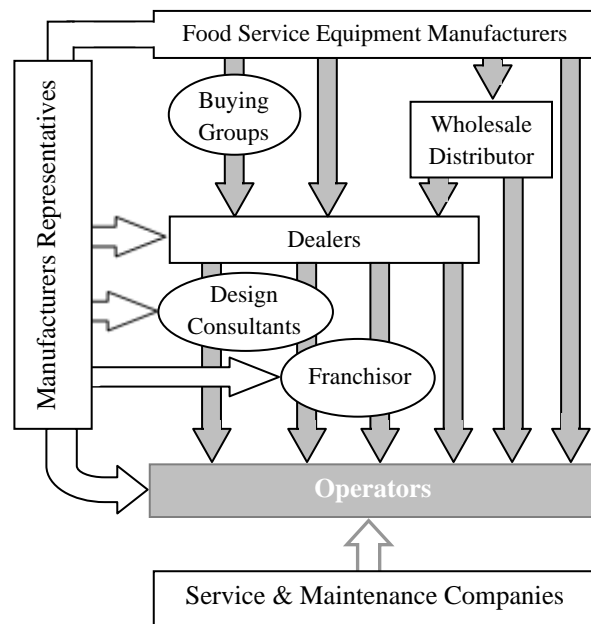 Food Service Equipment Manufacturers
Manufacturers Representatives
Buying
Groups
Wholesale
Distributor
Dealers
Design
Consultants
Franchisor
Operators
Service & Maintenance Companies